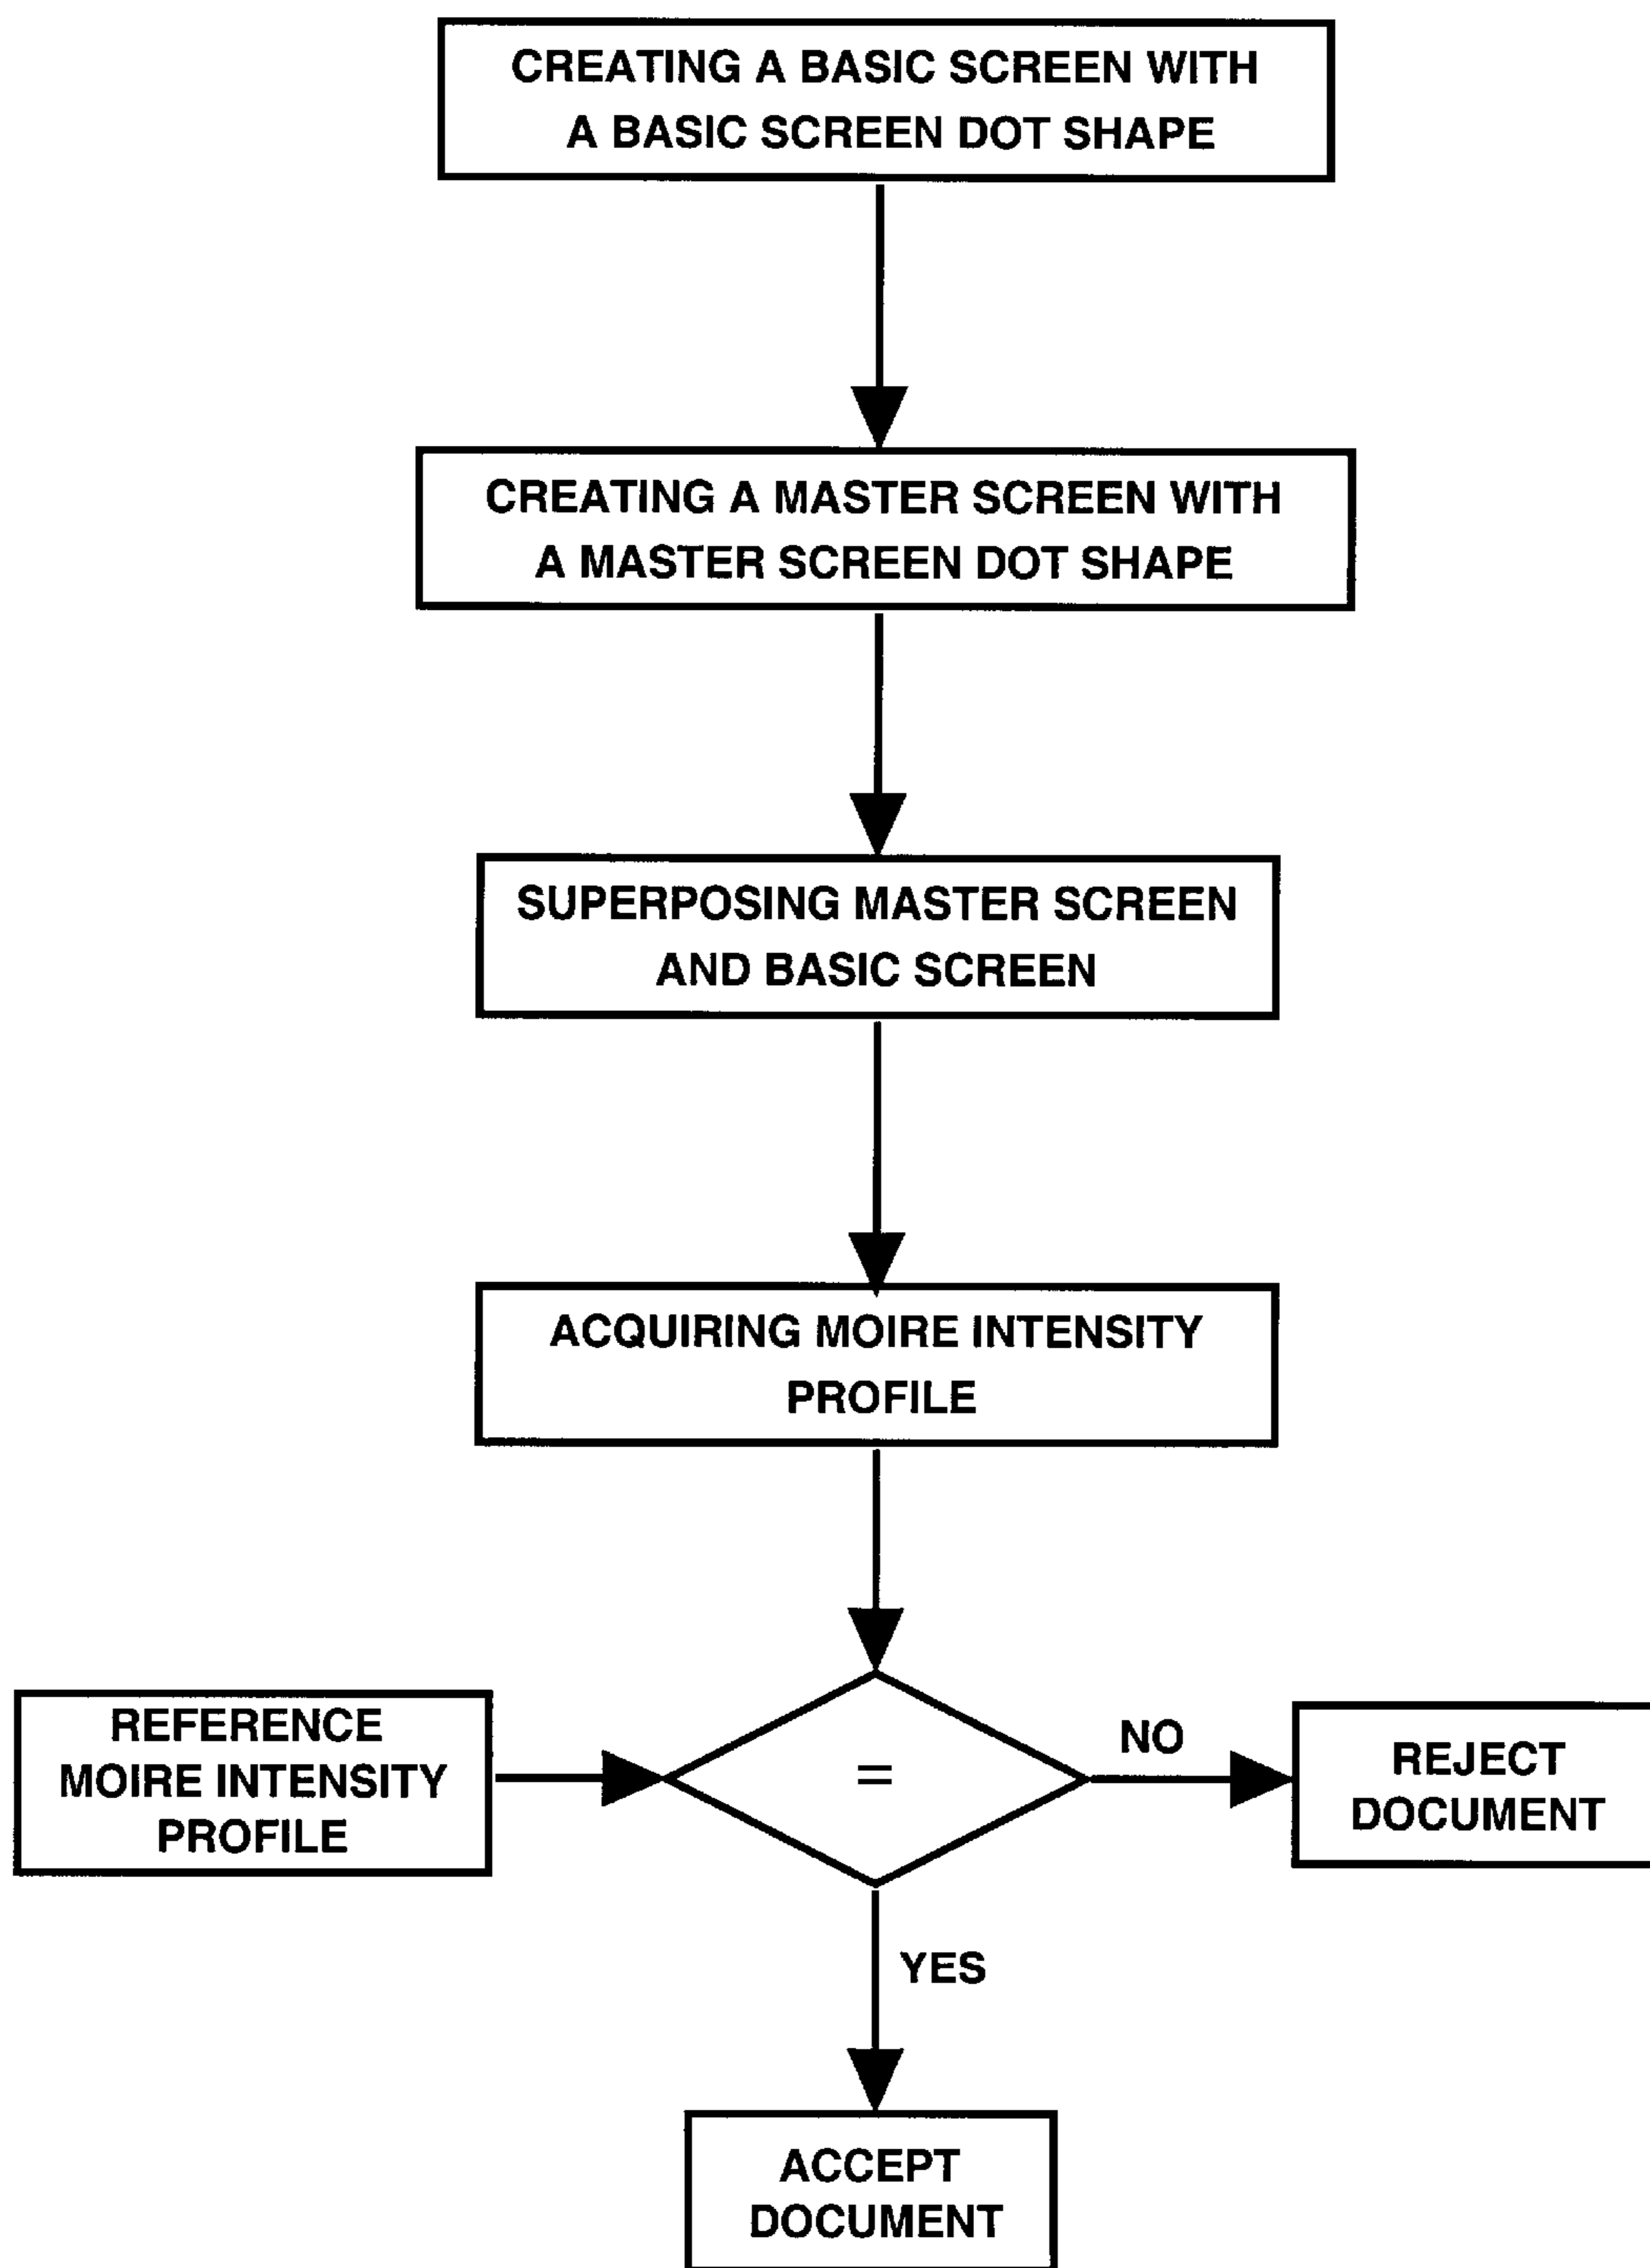 CREATING A BASIC SCREEN WITH
A BASIC SCREEN DOT SHAPE
CREATING A MASTER SCREEN WITH
A MASTER SCREEN DOT SHAPE
SUPERPOSING MASTER SCREEN
AND BASIC SCREEN
ACQUIRING MOIRE INTENSITY
PROFILE
REFERENCE
MOIRE INTENSITY
PROFILE
=
NO
REJECT
DOCUMENT
YES
ACCEPT
DOCUMENT